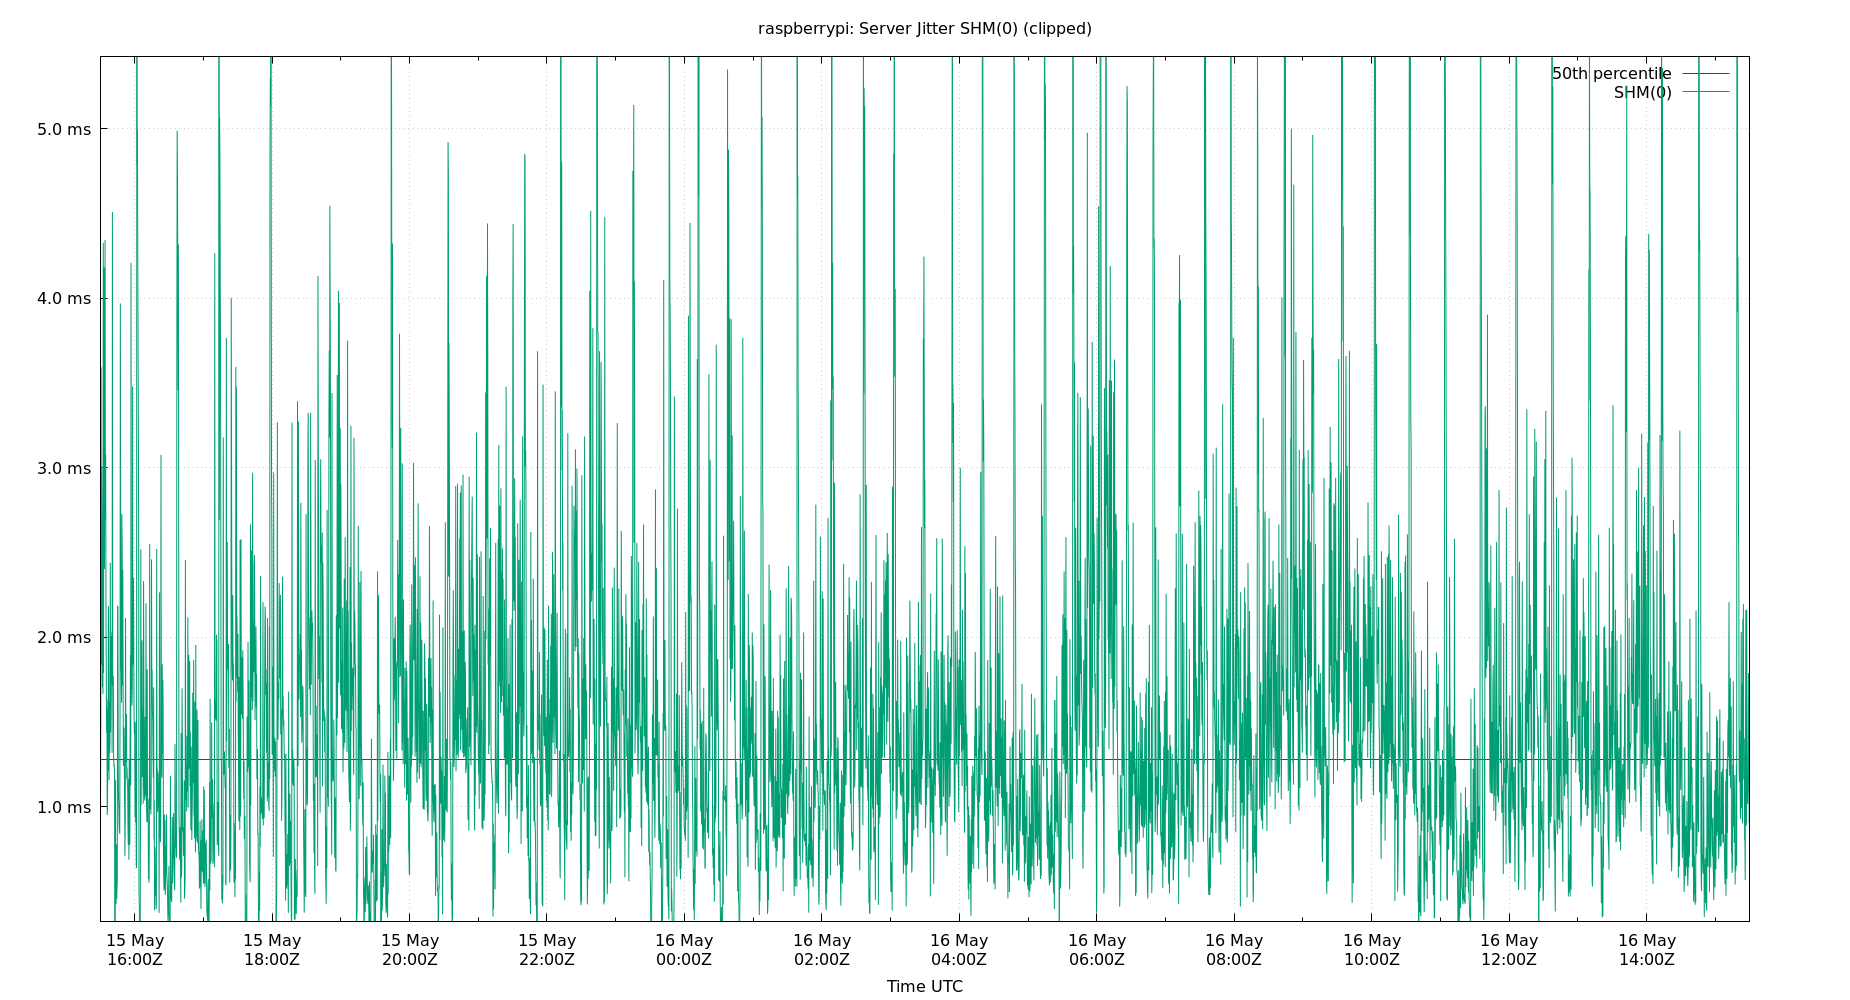 raspberrypi: Server Jitter SHM(0) (clipped)
50th percentile
SHM(0)
5.0 ms
4.0 ms
3.0 ms
2.0 ms
1.0 ms
15 May 15 May 15 May 15 May 16 May 16 May 16 May 16 May 16 May 16 May 16 May 16 May
16:00Z 18:00Z 20:00Z 22:00Z 00:00Z 02:00Z 04:00Z 06:00Z 08:00Z 10:00Z 12:00Z 14:00Z
Time UTC